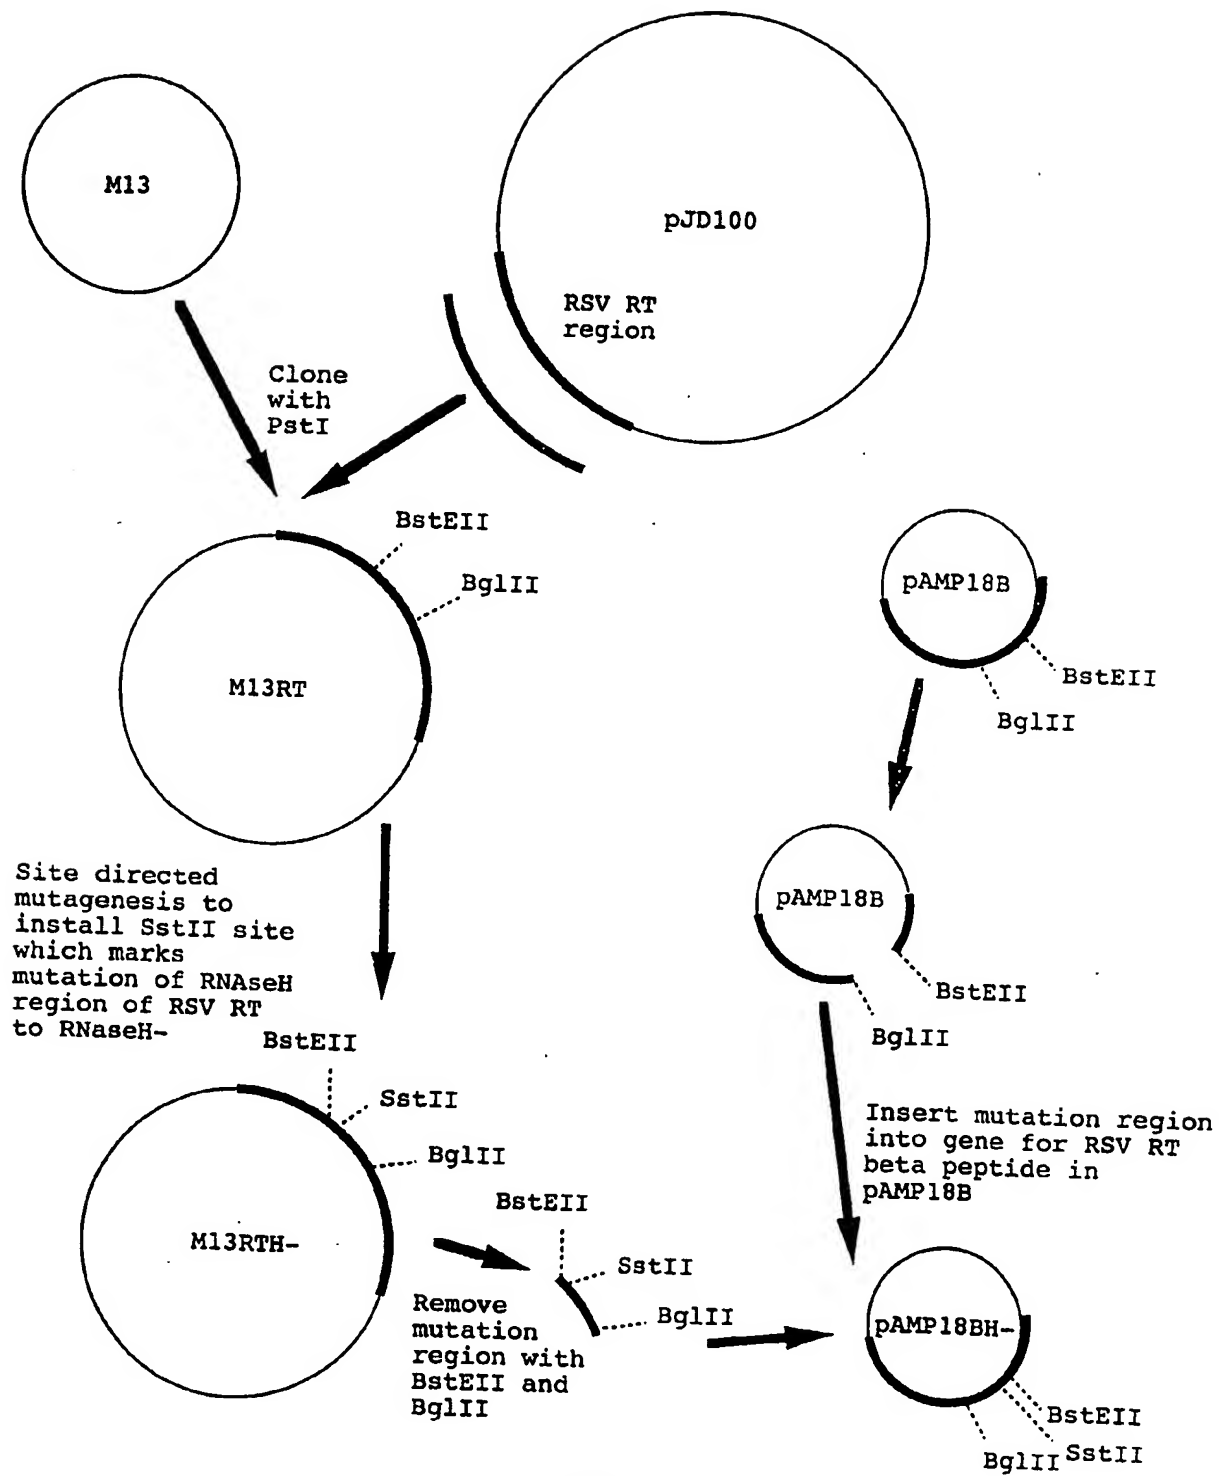 M13
pJD100
RSV RT
region
Clone
with
PstI
BstEII
BglII
M13RT
pAMP18B
BstEII
BglII
Site directed
mutagenesis to
install SstII site
which marks
mutation of RNAseH
region of RSV RT
to RNaseH-
pAMP18B
BstEII
BglII
BstEII
SstII
BglII
M13RTH-
Insert mutation region
into gene for RSV RT
beta peptide in
pAMP18B
BstEII
SstII
BglII
Remove
mutation
region with
BstEII and
BglII
pAMP18BH-
BstEII
SstII
BglII